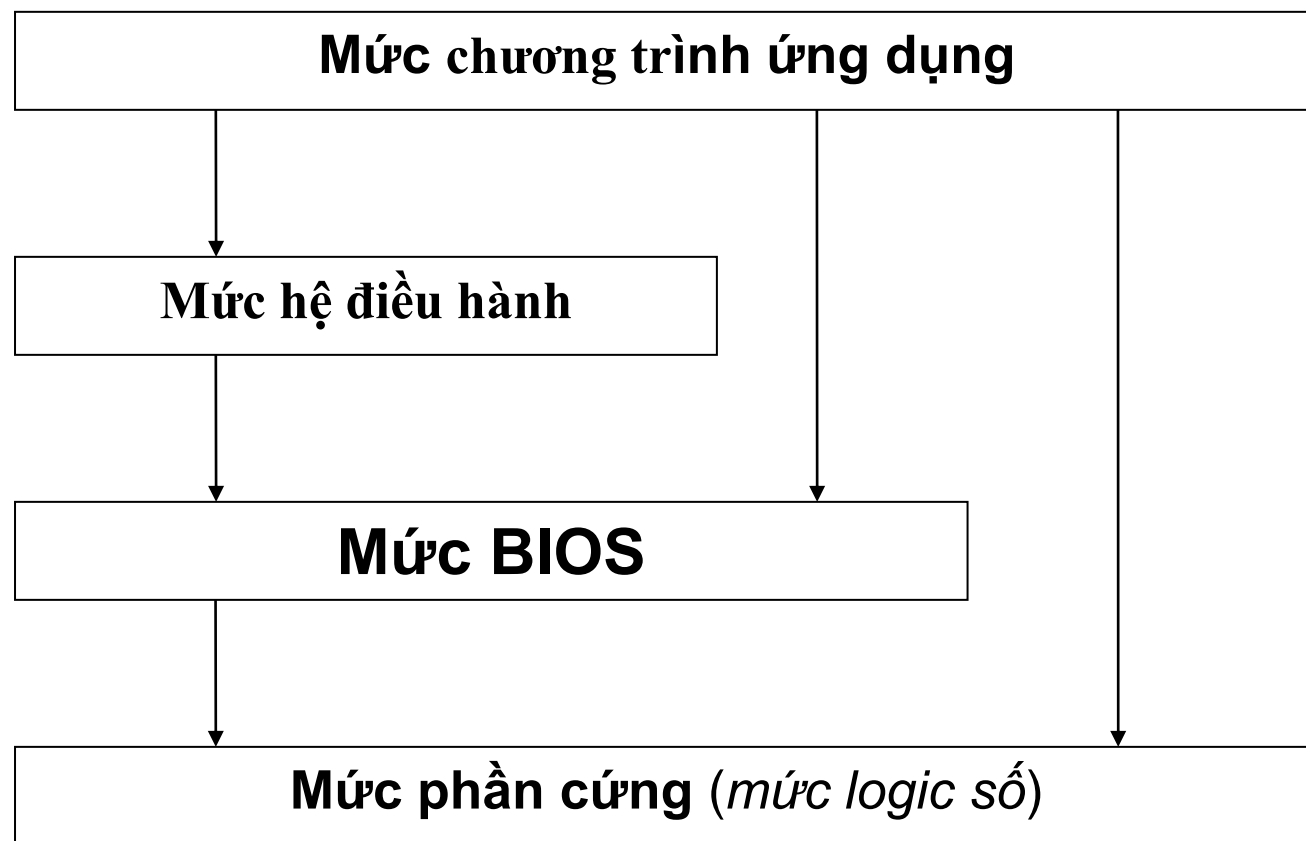 Mức chương trình ứng dụng
Mức hệ điều hành
Mức BIOS
Mức phần cứng (mức logic số)